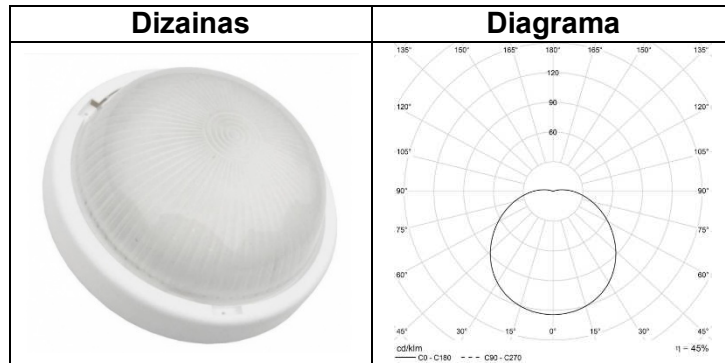 Dizainas Diagrama
135° 150° 165° 180° 165° 150° 135°
120
120° 90 120°
60
105° 105°
90° 90°
75° 75°
60° 60°
45° 30° 15° 0° 15° 30° 45°
cd/klm η = 45%
C0 - C180 C90 - C270